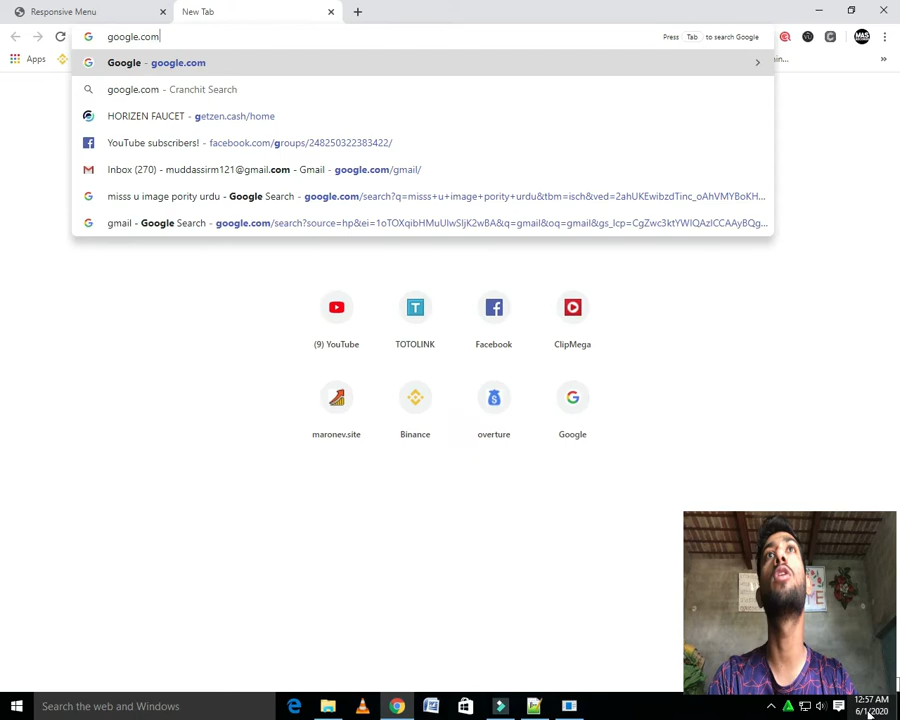 Responsive Menu
New Tab
google.com
Press Tab to search Google
Apps
ain...
Google - google.com
google.com - Cranchit Search
HORIZEN FAUCET - getzen.cash/home
YouTube subscribers! - facebook.com/groups/248250322383422/
Inbox (270) - muddassirm121@gmail.com - Gmail - google.com/gmail/
misss u image pority urdu - Google Search - google.com/search?q=misss+u+image+pority+urdu&tbm=isch&ved=2ahUKEwibzdTinc_oAhVMYBoKH...
gmail - Google Search - google.com/search?source=hp&ei=1oTOXqibHMuUlwSljK2wBA&q=gmail&oq=gmail&gs_lcp=CgZwc3ktYWIQAzICCAAyBQg...
(9) YouTube
TOTOLINK
Facebook
ClipMega
maronev.site
Binance
overture
Google
Search the web and Windows
12:57 AM
6/1/2020